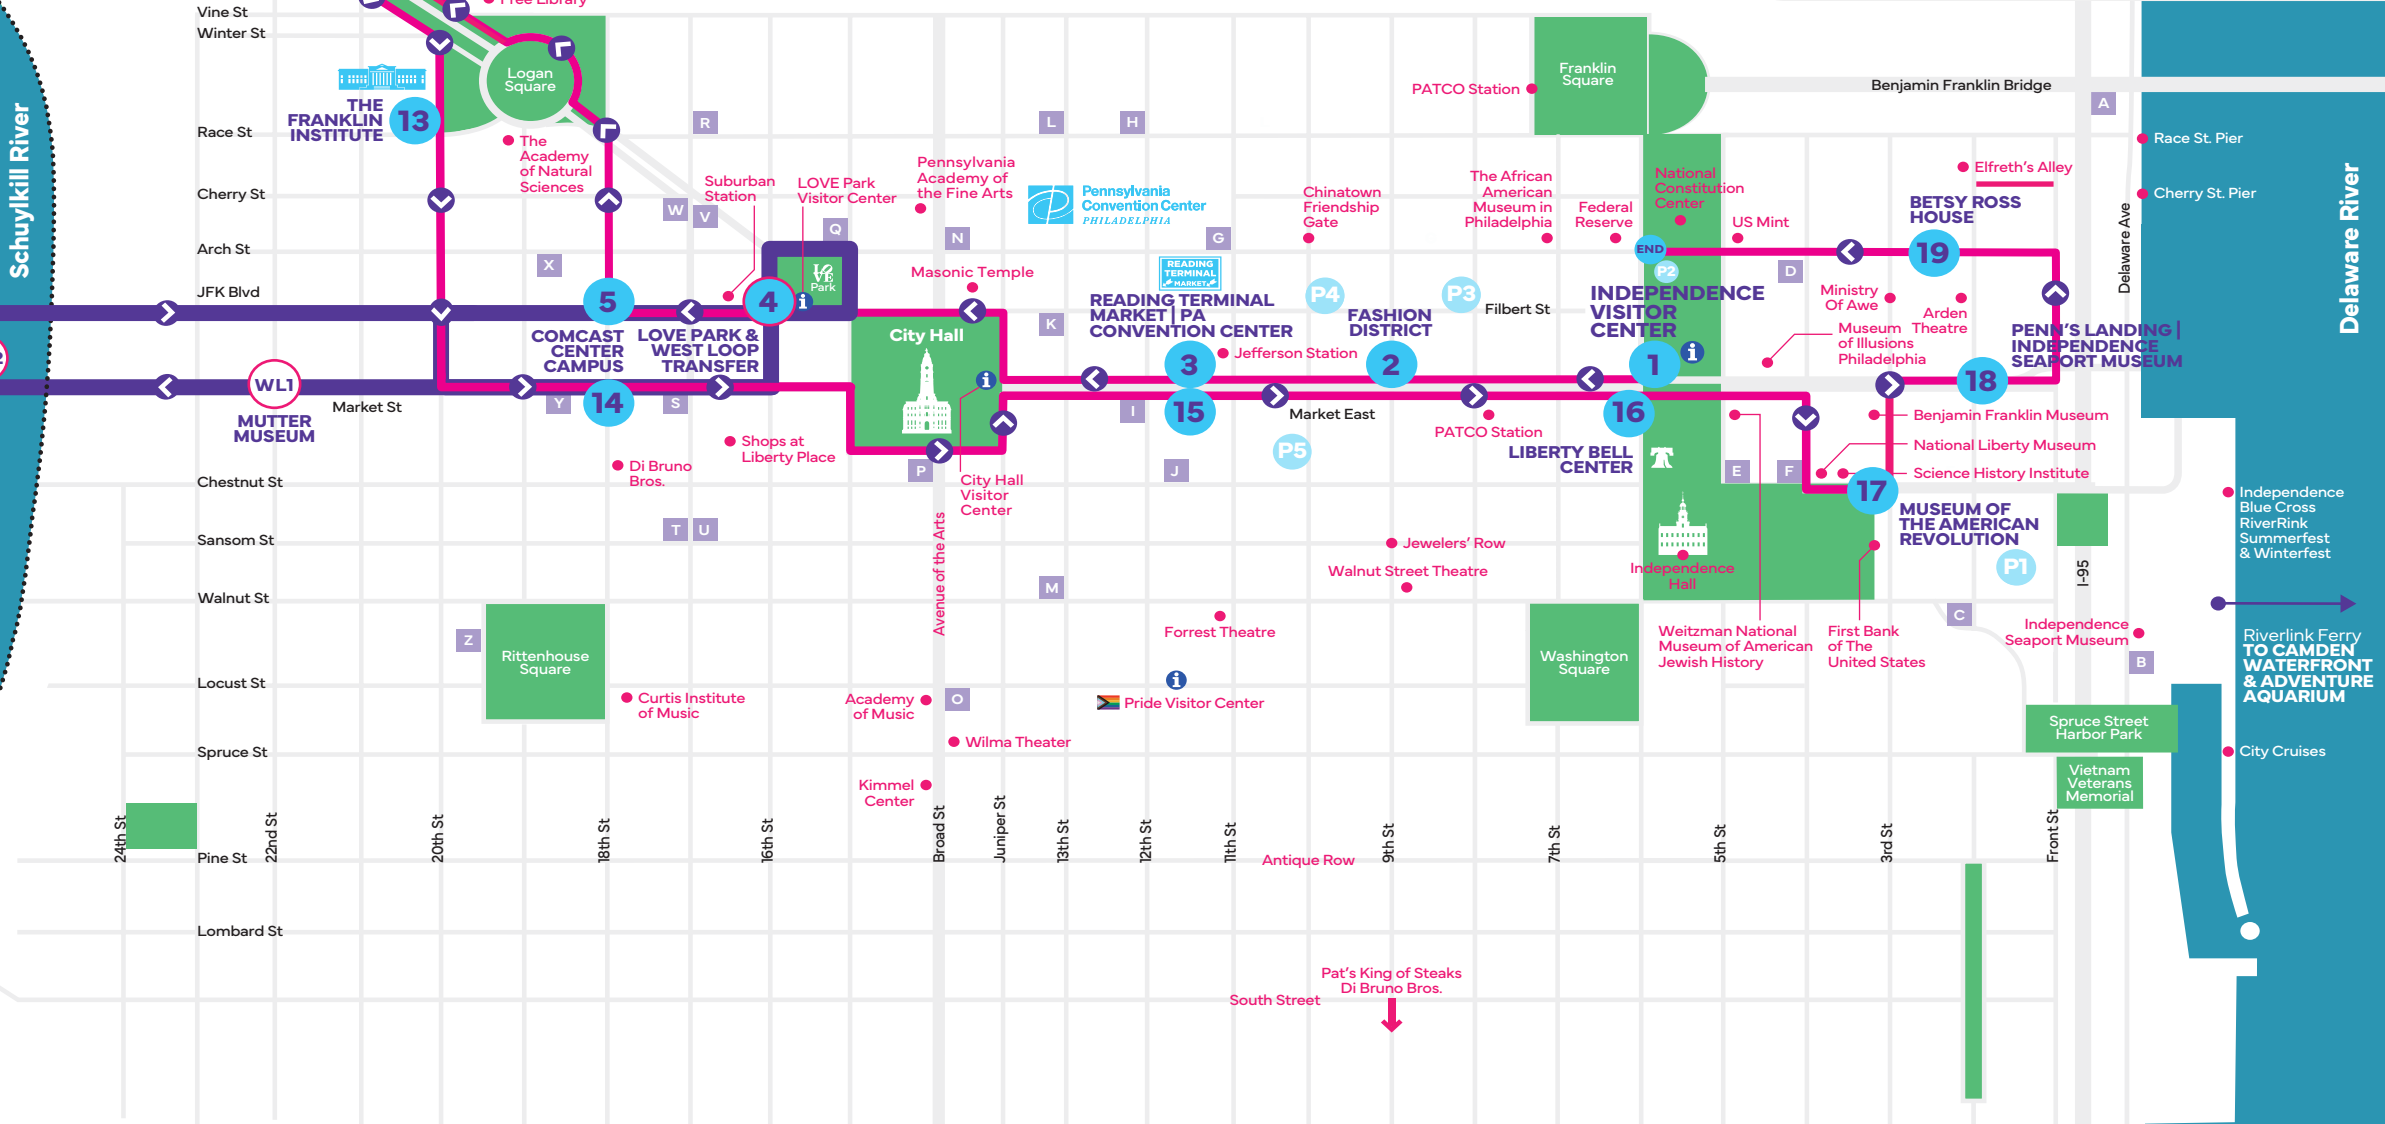 Free Library
Vine St
Winter St
Race St
Cherry St
Arch St
JFK Blvd
Market St
Chestnut St
Sansom St
Walnut St
Locust St
Spruce St
Pine St
Lombard St
South Street
Schuylkill River
Logan
Square
THE
FRANKLIN
INSTITUTE
13
The
Academy
of Natural
Sciences
R
L
H
W
V
X
Q
N
G
Suburban
Station
LOVE Park
Visitor Center
Pennsylvania
Academy of
the Fine Arts
Pennsylvania
Convention Center
PHILADELPHIA
Chinatown
Friendship
Gate
PATCO Station
Franklin
Square
Benjamin Franklin Bridge
A
Race St. Pier
Cherry St. Pier
Elfreth's Alley
Delaware Ave
Delaware River
The African
American
Museum in
Philadelphia
Federal
Reserve
National
Constitution
Center
US Mint
BETSY ROSS
HOUSE
19
END
P2
D
LOVE
Park
i
Masonic Temple
READING
TERMINAL
MARKET
READING TERMINAL
MARKET | PA
CONVENTION CENTER
3
Jefferson Station
P4
P3
Filbert St
FASHION
DISTRICT
2
INDEPENDENCE
VISITOR
CENTER
1
i
Ministry
Of Awe
Arden
Theatre
Museum
of Illusions
Philadelphia
PENN'S LANDING |
INDEPENDENCE
SEAPORT MUSEUM
18
5
COMCAST
CENTER
CAMPUS
4
LOVE PARK &
WEST LOOP
TRANSFER
City Hall
i
K
2
WL1
MUTTER
MUSEUM
Y
14
S
I
15
Market East
PATCO Station
16
LIBERTY BELL
CENTER
P5
P
J
E
F
Benjamin Franklin Museum
National Liberty Museum
Science History Institute
17
MUSEUM OF
THE AMERICAN
REVOLUTION
P1
I-95
Shops at
Liberty Place
Di Bruno
Bros.
City Hall
Visitor
Center
T
U
M
Avenue of the Arts
Jewelers' Row
Walnut Street Theatre
Forrest Theatre
Independence
Hall
Independence
Blue Cross
RiverRink
Summerfest
& Winterfest
Z
Rittenhouse
Square
Curtis Institute
of Music
Academy
of Music
O
Wilma Theater
Kimmel
Center
i
Pride Visitor Center
Washington
Square
Weitzman National
Museum of American
Jewish History
First Bank
of The
United States
C
Independence
Seaport Museum
B
Riverlink Ferry
TO CAMDEN
WATERFRONT
& ADVENTURE
AQUARIUM
Spruce Street
Harbor Park
City Cruises
Vietnam
Veterans
Memorial
24th St
22nd St
20th St
18th St
16th St
Broad St
Juniper St
13th St
12th St
11th St
9th St
7th St
5th St
3rd St
Front St
Antique Row
Pat's King of Steaks
Di Bruno Bros.